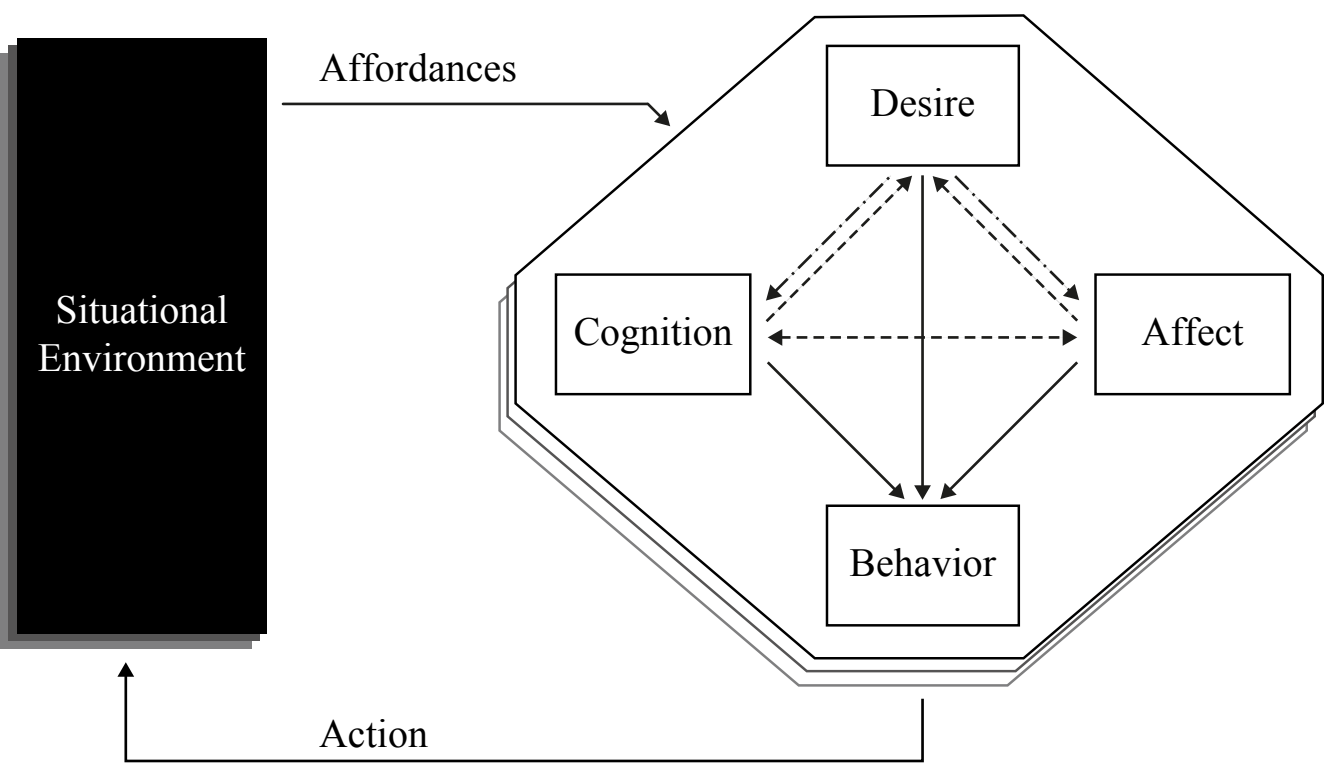 Affordances
Desire
Situational
Environment
Cognition
Affect
Behavior
Action